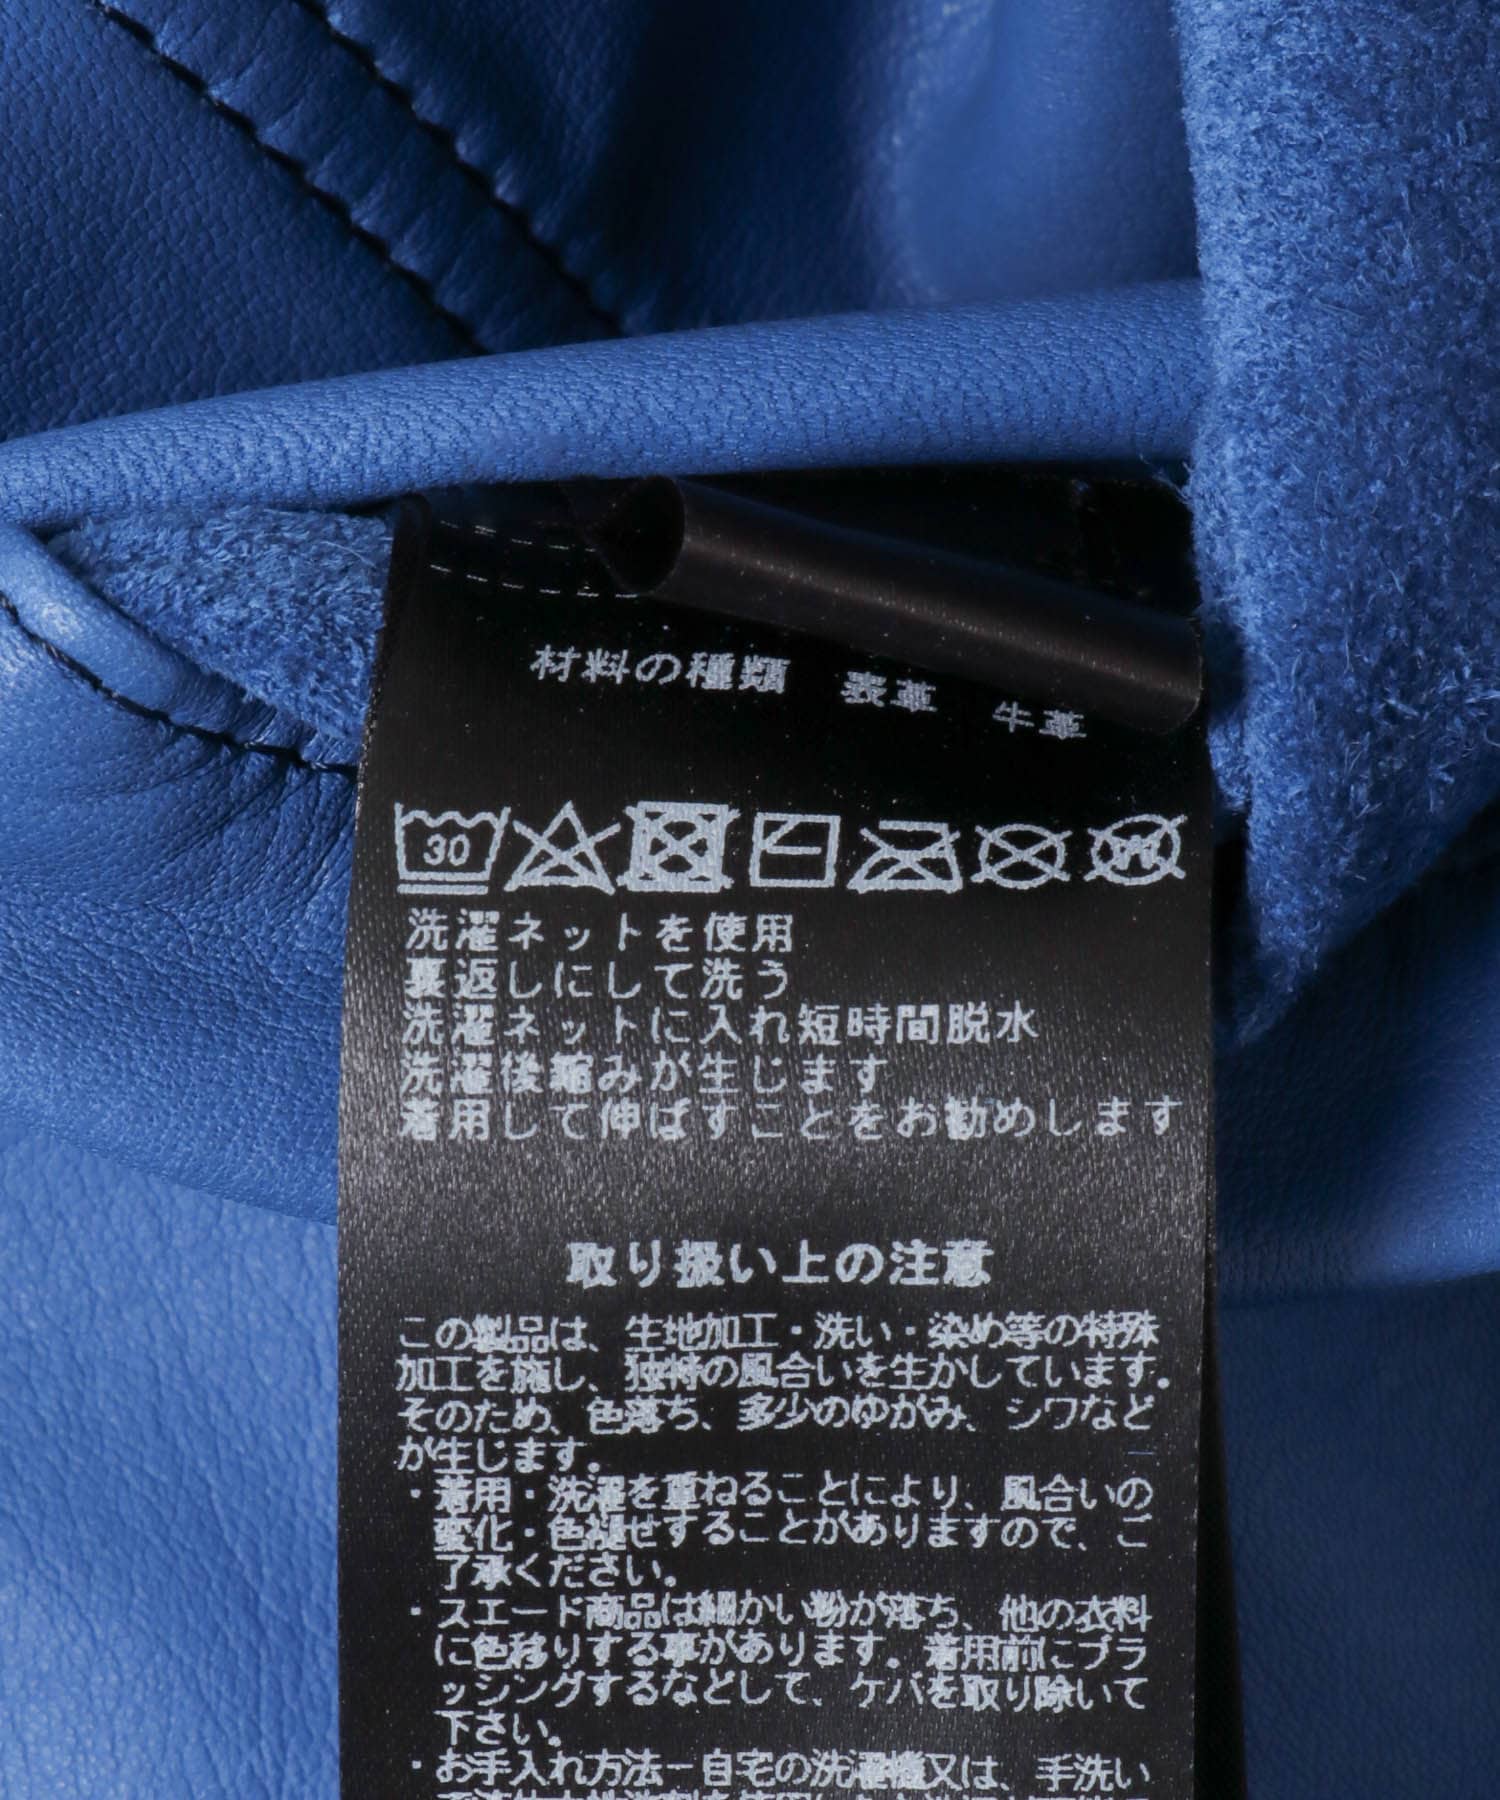 材料の種類　表革　牛革
30
W
洗濯ネットを使用
裏返しにして洗う
洗濯ネットに入れ短時間脱水
洗濯後縮みが生じます
着用して伸ばすことをお勧めします
取り扱い上の注意
この製品は、生地加工・洗い・染め等の特殊
加工を施し、独特の風合いを生かしています。
そのため、色落ち、多少のゆがみ、シワなど
が生じます。
・着用・洗濯を重ねることにより、風合いの
変化・色褪せすることがありますので、ご
了承ください。
・スエード商品は細かい粉が落ち、他の衣料
に色移りする事があります。着用前にブラ
ッシングするなどして、ケバを取り除いて
下さい。
・お手入れ方法－自宅の洗濯機又は、手洗い